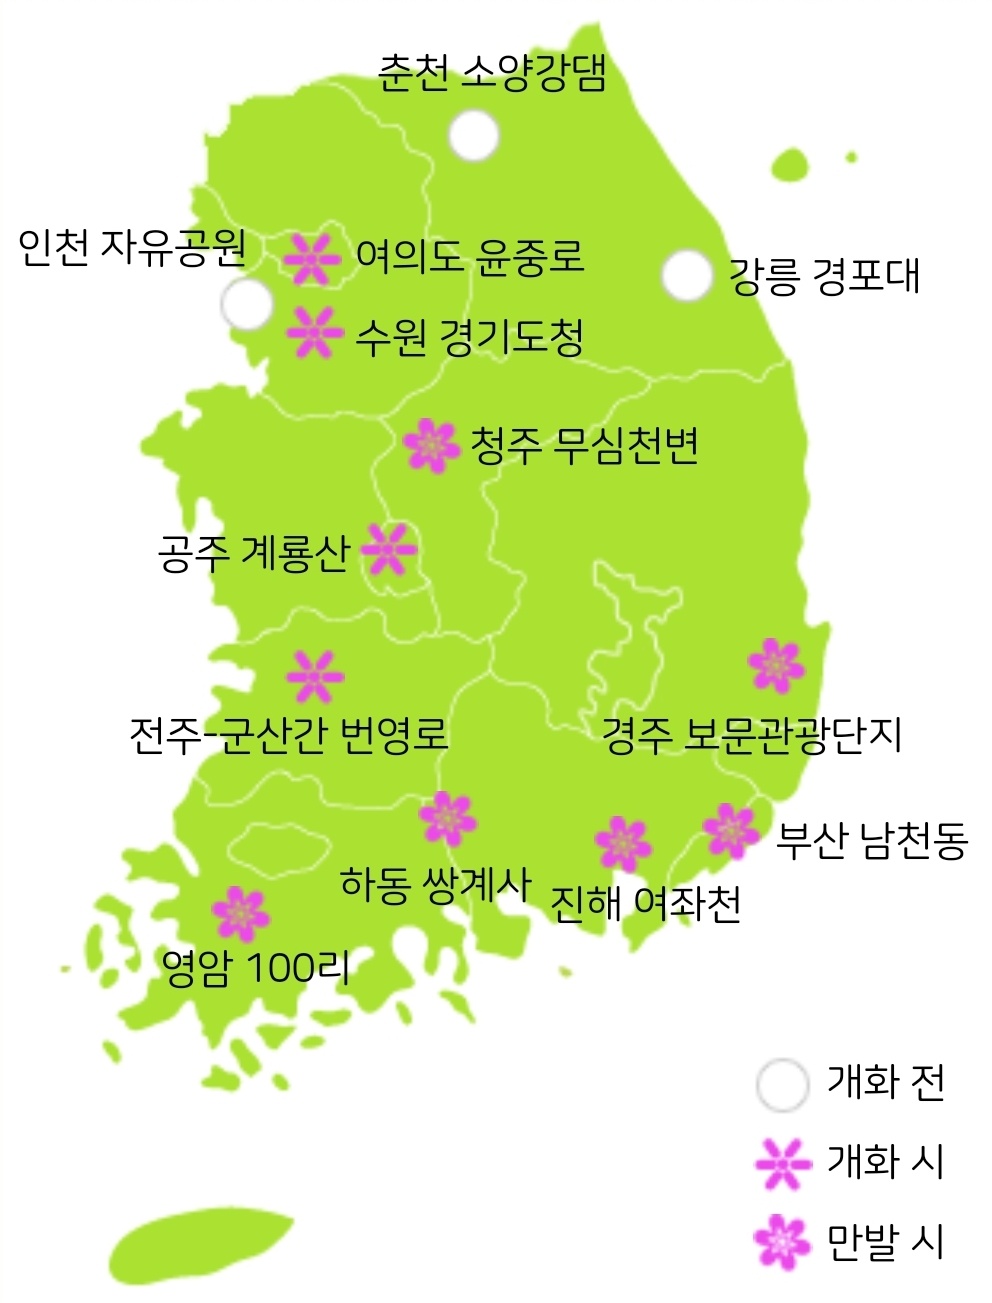 춘천 소양강댐
인천 자유공원
여의도 윤중로
강릉 경포대
수원 경기도청
청주 무심천변
공주 계룡산
전주-군산간 번영로
경주 보문관광단지
부산 남천동
하동 쌍계사
진해 여좌천
영암 100리
개화 전
개화 시
만발 시